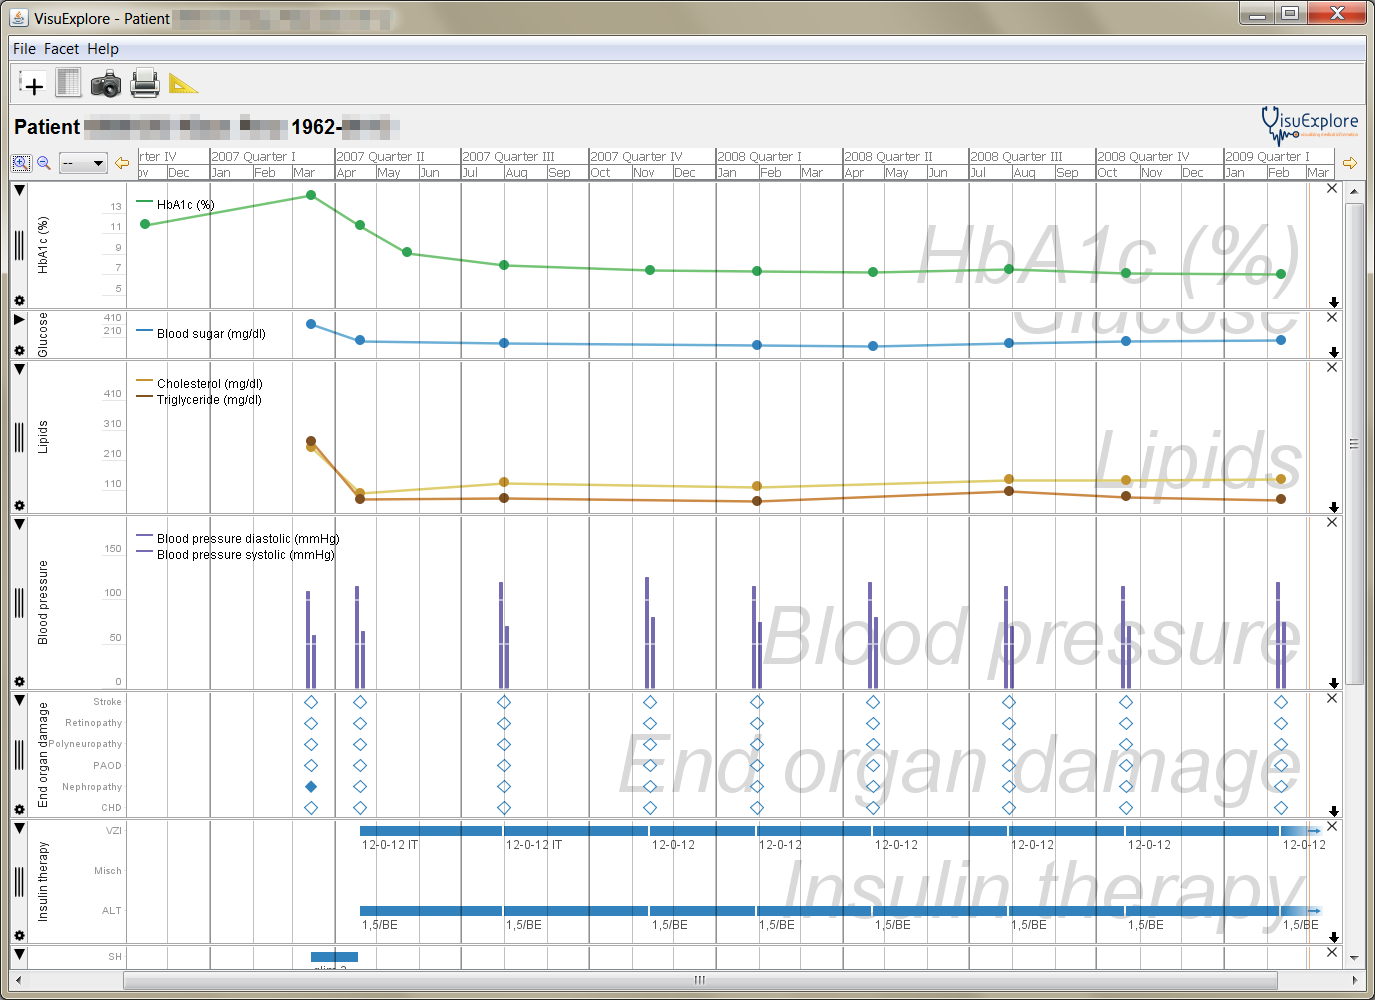 VisuExplore - Patient
File Facet Help
Patient 1962-
VisuExplore
visualizing medical information
--
rter IV 2007 Quarter I 2007 Quarter II 2007 Quarter III 2007 Quarter IV 2008 Quarter I 2008 Quarter II 2008 Quarter III 2008 Quarter IV 2009 Quarter I
ov Dec Jan Feb Mar Apr May Jun Jul Aug Sep Oct Nov Dec Jan Feb Mar Apr May Jun Jul Aug Sep Oct Nov Dec Jan Feb Mar
HbA1c (%)
13
11
9
7
5
HbA1c (%)
HbA1c (%)
Glucose
410
210
Blood sugar (mg/dl)
Glucose
Lipids
410
310
210
110
Cholesterol (mg/dl)
Triglyceride (mg/dl)
Lipids
Blood pressure
150
100
50
0
Blood pressure diastolic (mmHg)
Blood pressure systolic (mmHg)
Blood pressure
End organ damage
Stroke
Retinopathy
Polyneuropathy
PAOD
Nephropathy
CHD
End organ damage
Insulin therapy
VZI
12-0-12 IT 12-0-12 IT 12-0-12 12-0-12 12-0-12 12-0-12 12-0-12 12-0-12
Misch
Insulin therapy
ALT
1,5/BE 1,5/BE 1,5/BE 1,5/BE 1,5/BE 1,5/BE 1,5/BE 1,5/BE
SH